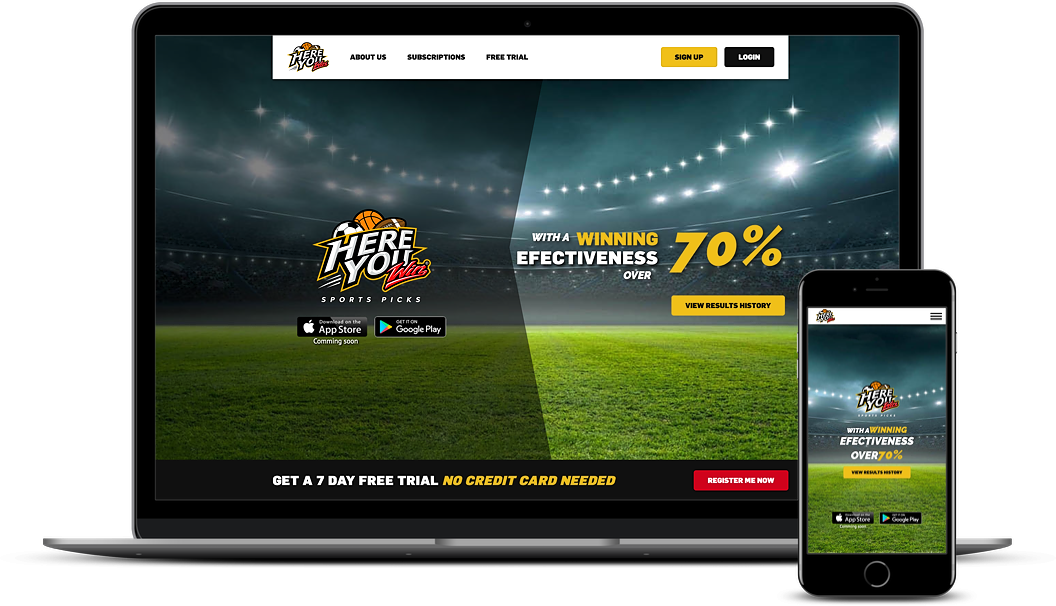 HERE
YOU
Win
ABOUT US
SUBSCRIPTIONS
FREE TRIAL
SIGN UP
LOGIN
HERE
YOU
Win
SPORTS PICKS
Download on the
App Store
Comming soon
GET IT ON
Google Play
WITH A WINNING
EFECTIVENESS
OVER
70%
VIEW RESULTS HISTORY
GET A 7 DAY FREE TRIAL NO CREDIT CARD NEEDED
REGISTER ME NOW
HERE
YOU
HERE
YOU
Win
SPORTS PICKS
WITH A WINNING
EFECTIVENESS
OVER 70%
VIEW RESULTS HISTORY
Download on the
App Store
Comming soon
GET IT ON
Google Play